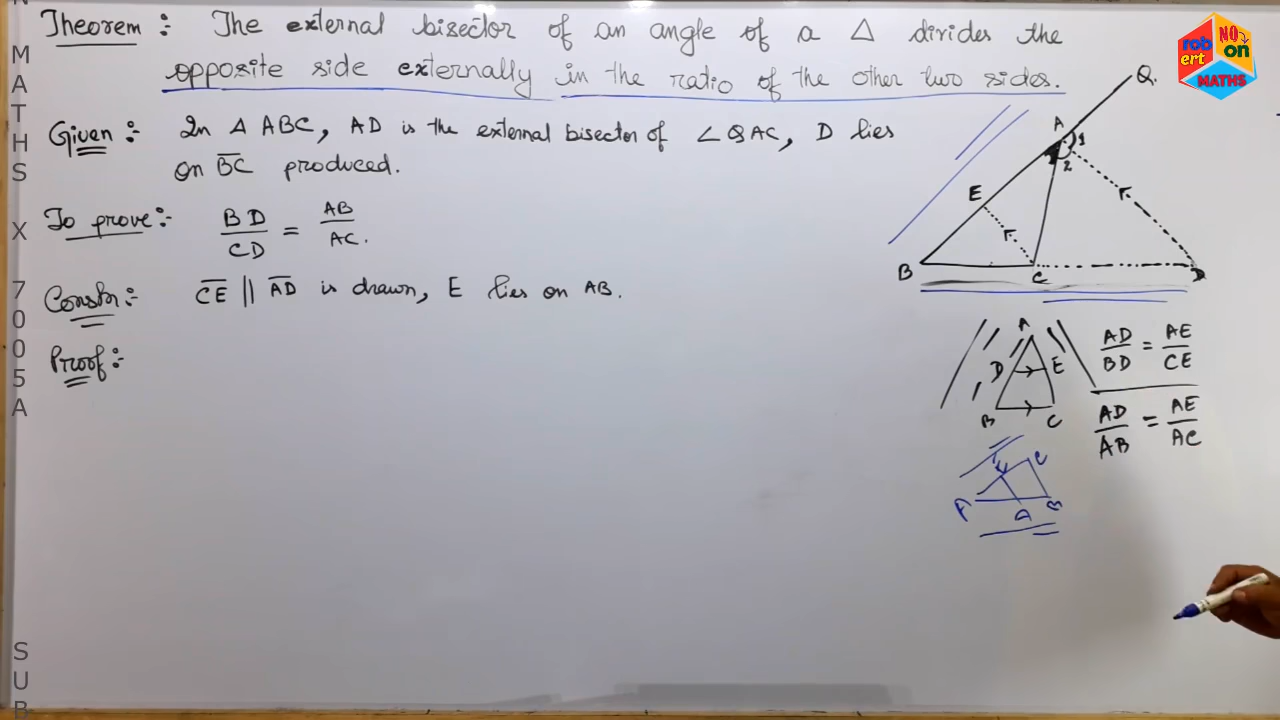 Theorem : The external bisector of an angle of a Δ divides the
opposite side externally in the ratio of the other two sides.
Given :- In Δ ABC, AD is the external bisector of ∠QAC, D lies
on BC produced.
To prove :- BD/CD = AB/AC.
Constr :- CE || AD is drawn, E lies on AB.
Proof :-
Q.
A
1
2
E
B
C
A
D
E
B
C
AD/BD = AE/CE
AD/AB = AE/AC
robert
NO on
MATHS
MATHS X 7005A SUB